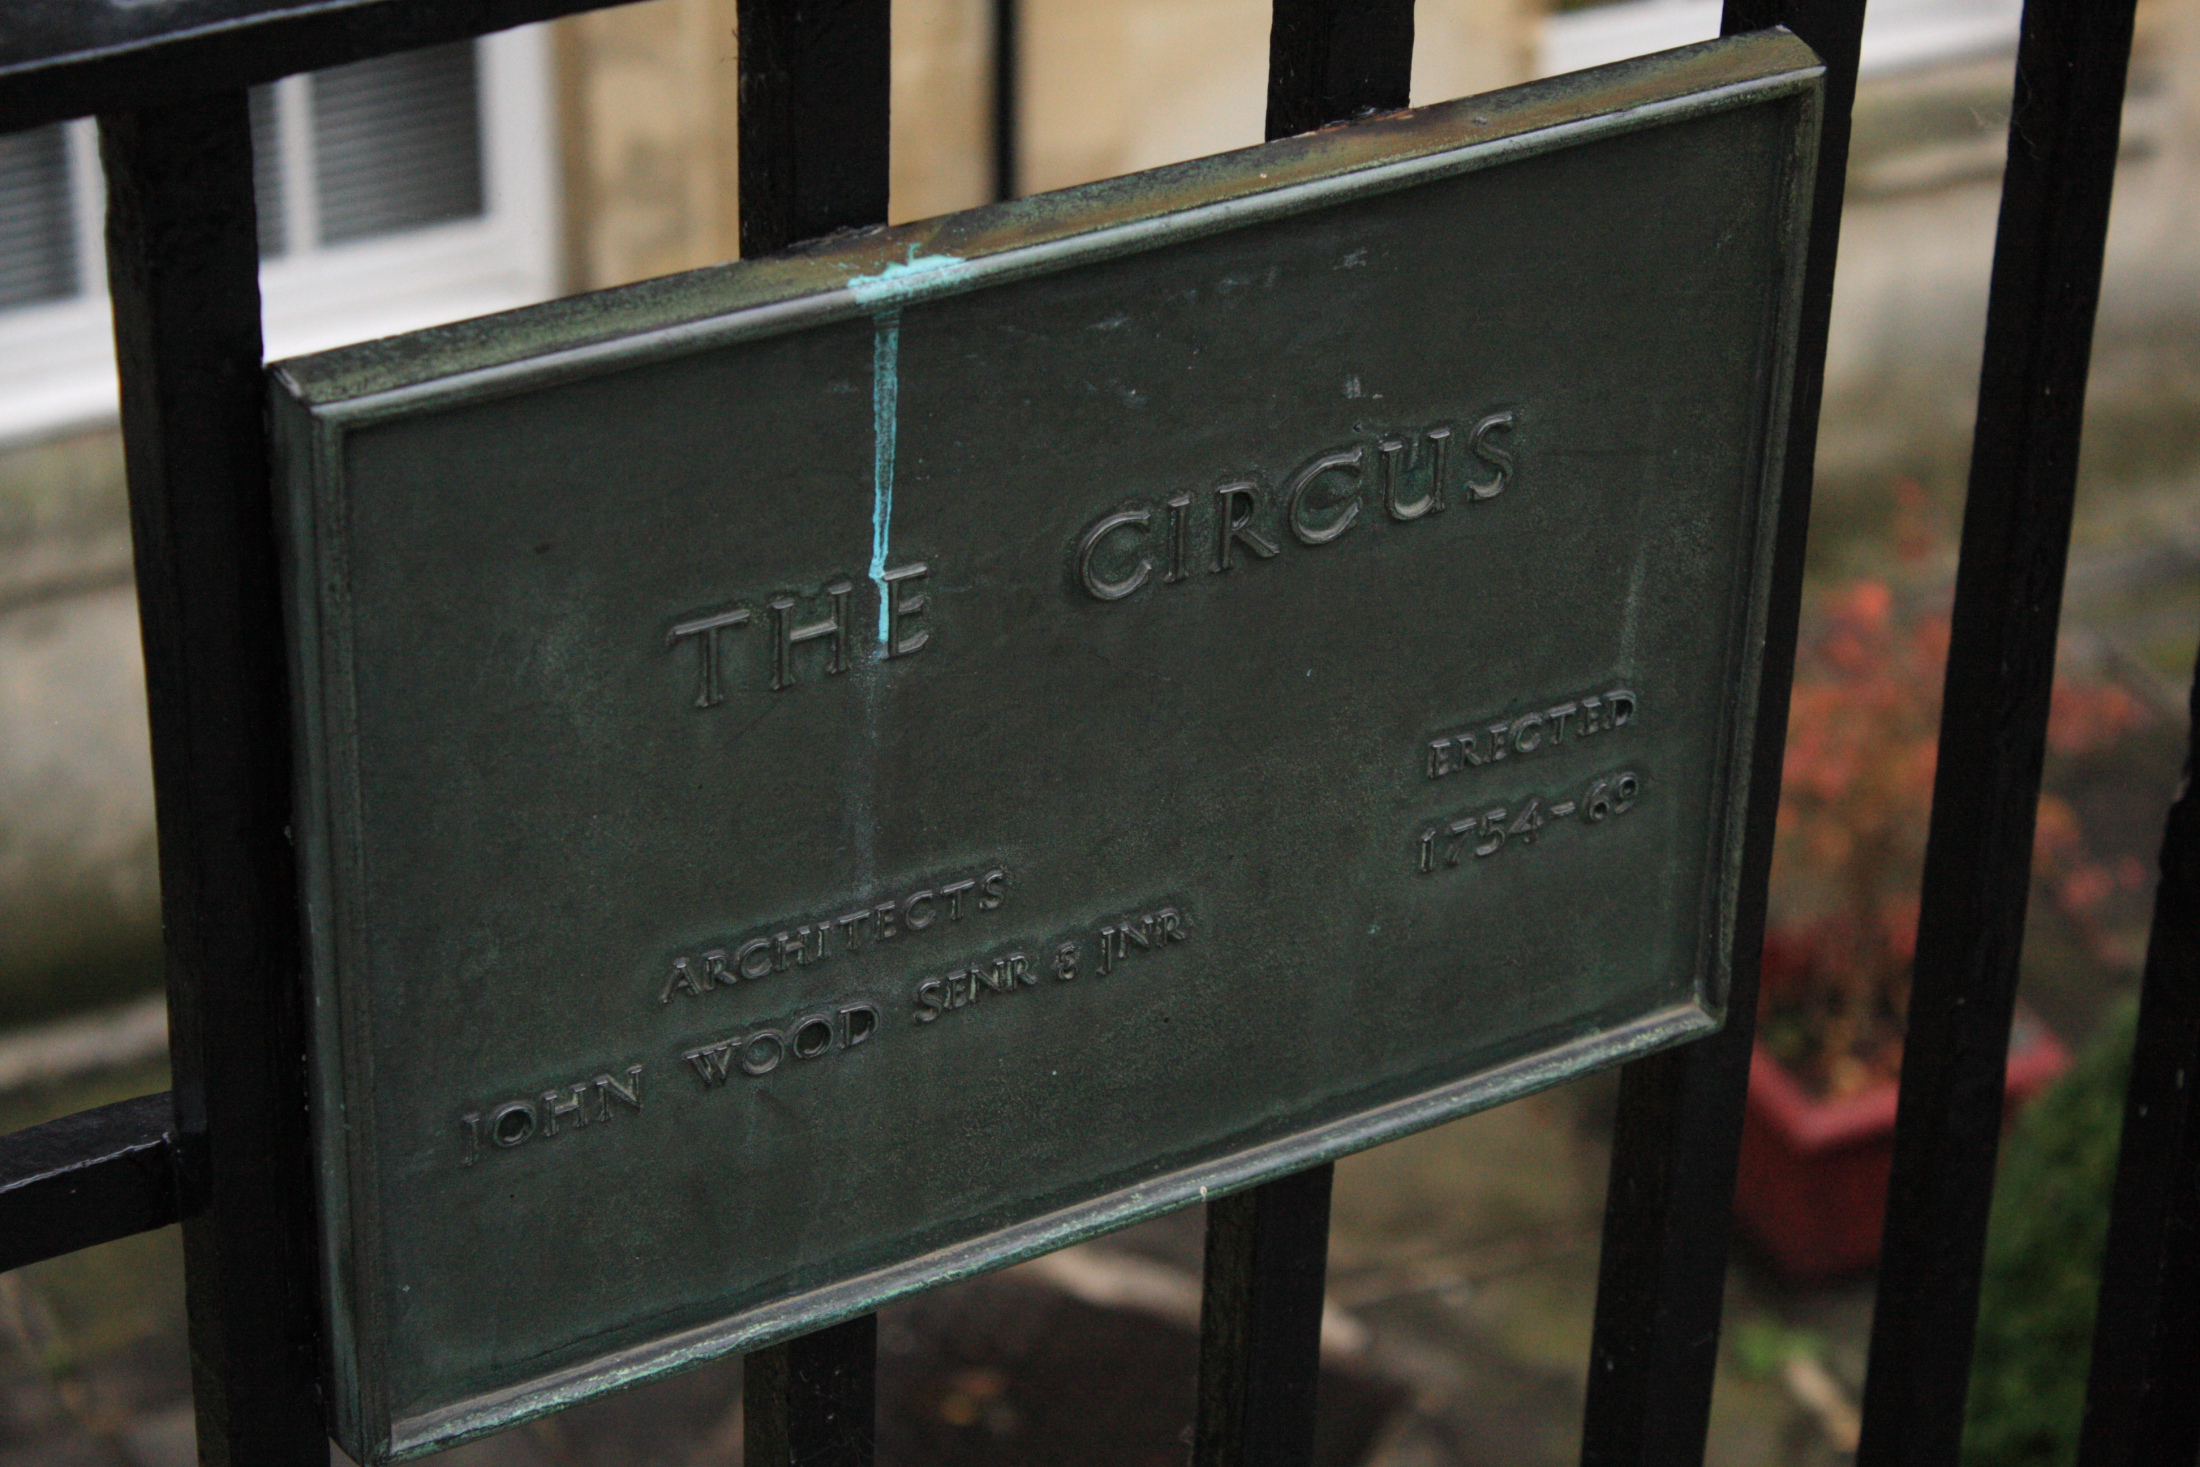 THE CIRCUS
ERECTED
1754-69
ARCHITECTS
JOHN WOOD SENR & JNR